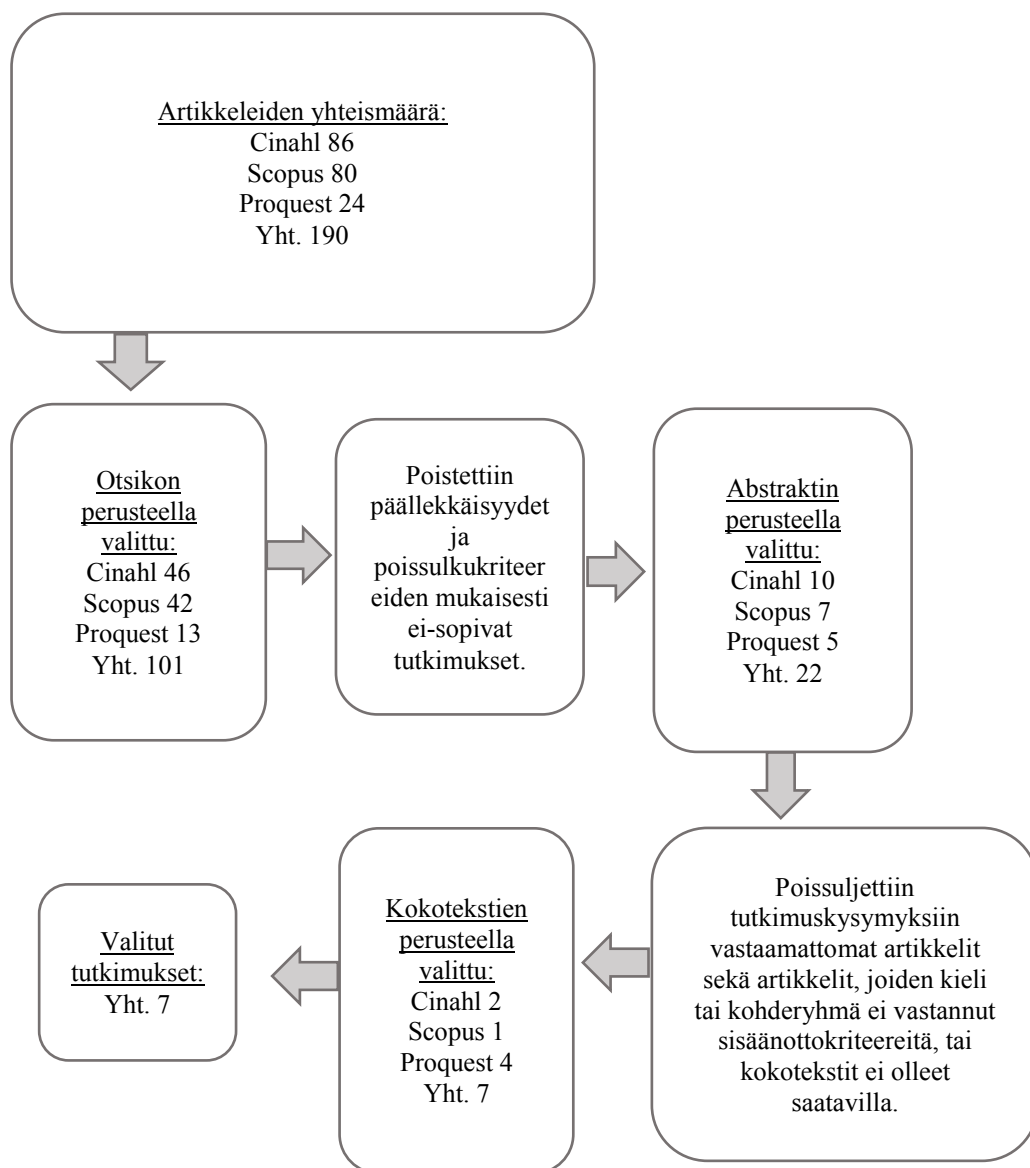 Artikkeleiden yhteismäärä:
Cinahl 86
Scopus 80
Proquest 24
Yht. 190
Otsikon
perusteella
valittu:
Cinahl 46
Scopus 42
Proquest 13
Yht. 101
Poistettiin
päällekkäisyydet
ja
poissulkukriteer
eiden mukaisesti
ei-sopivat
tutkimukset.
Abstraktin
perusteella
valittu:
Cinahl 10
Scopus 7
Proquest 5
Yht. 22
Poissuljettiin
tutkimuskysymyksiin
vastaamattomat artikkelit
sekä artikkelit, joiden kieli
tai kohderyhmä ei vastannut
sisäänottokriteereitä, tai
kokotekstit ei olleet
saatavilla.
Kokotekstien
perusteella
valittu:
Cinahl 2
Scopus 1
Proquest 4
Yht. 7
Valitut
tutkimukset:
Yht. 7